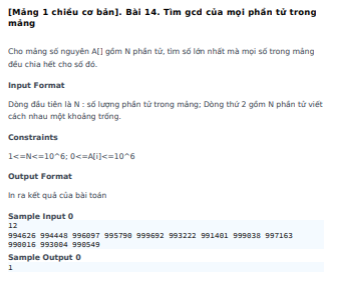 [Mảng 1 chiều cơ bản]. Bài 14. Tìm gcd của mọi phần tử trong
mảng
Cho mảng số nguyên A[] gồm N phần tử, tìm số lớn nhất mà mọi số trong mảng
đều chia hết cho số đó.
Input Format
Dòng đầu tiên là N : số lượng phần tử trong mảng; Dòng thứ 2 gồm N phần tử viết
cách nhau một khoảng trống.
Constraints
1<=N<=10^6; 0<=A[i]<=10^6
Output Format
In ra kết quả của bài toán
Sample Input 0
12
994626 994448 996097 995790 999692 993222 991401 999038 997163
990016 993004 990549
Sample Output 0
1